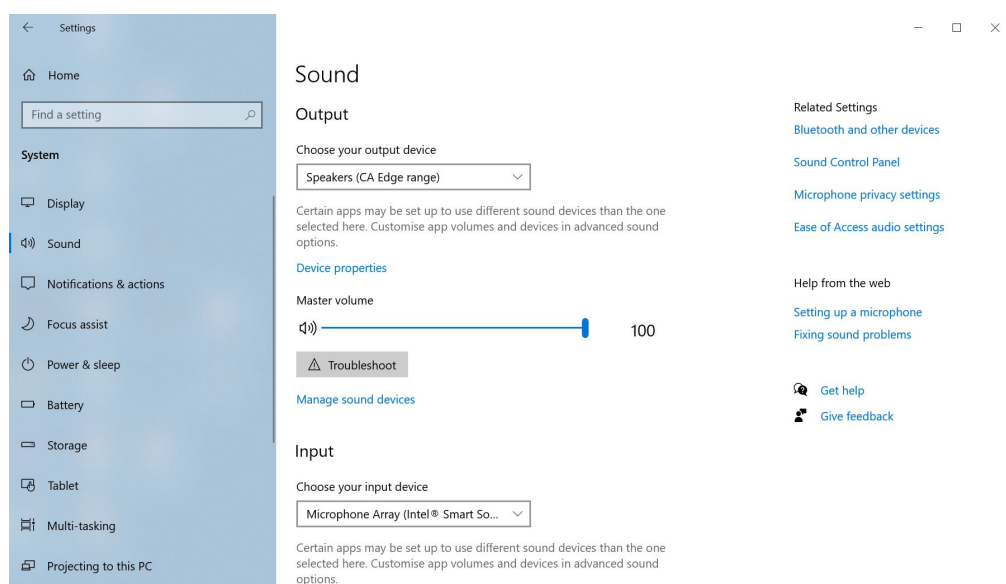 Settings
Home
Find a setting
System
Display
Sound
Notifications & actions
Focus assist
Power & sleep
Battery
Storage
Tablet
Multi-tasking
Projecting to this PC
Sound
Output
Choose your output device
Speakers (CA Edge range)
Certain apps may be set up to use different sound devices than the one
selected here. Customise app volumes and devices in advanced sound
options.
Device properties
Master volume
100
Troubleshoot
Manage sound devices
Input
Choose your input device
Microphone Array (Intel® Smart So...
Certain apps may be set up to use different sound devices than the one
selected here. Customise app volumes and devices in advanced sound
options.
Related Settings
Bluetooth and other devices
Sound Control Panel
Microphone privacy settings
Ease of Access audio settings
Help from the web
Setting up a microphone
Fixing sound problems
Get help
Give feedback